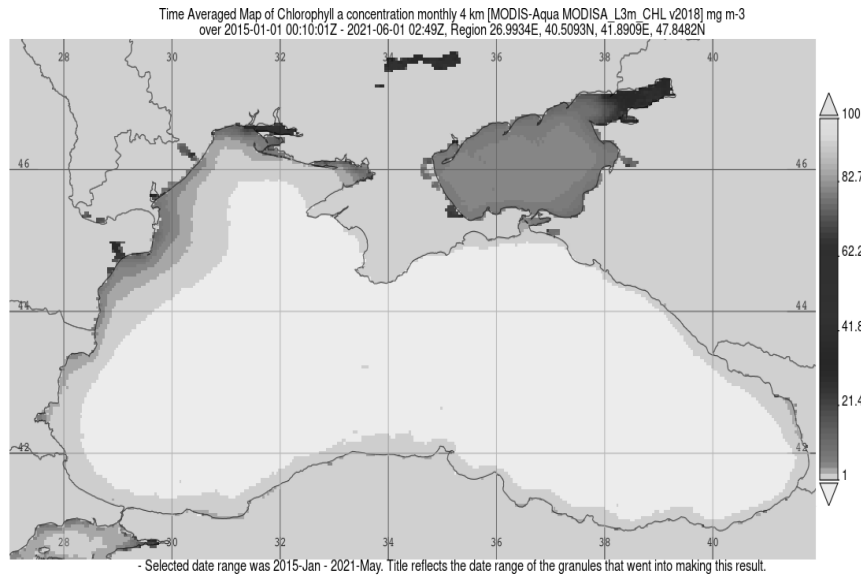 Time Averaged Map of Chlorophyll a concentration monthly 4 km [MODIS-Aqua MODISA_L3m_CHL v2018] mg m-3
over 2015-01-01 00:10:01Z - 2021-06-01 02:49Z, Region 26.9934E, 40.5093N, 41.8909E, 47.8482N
28 30 32 34 36 38 40
46 46
44 44
42 42
28 30 32 34 36 38 40
100
82.7
62.2
41.8
21.4
1
- Selected date range was 2015-Jan - 2021-May. Title reflects the date range of the granules that went into making this result.